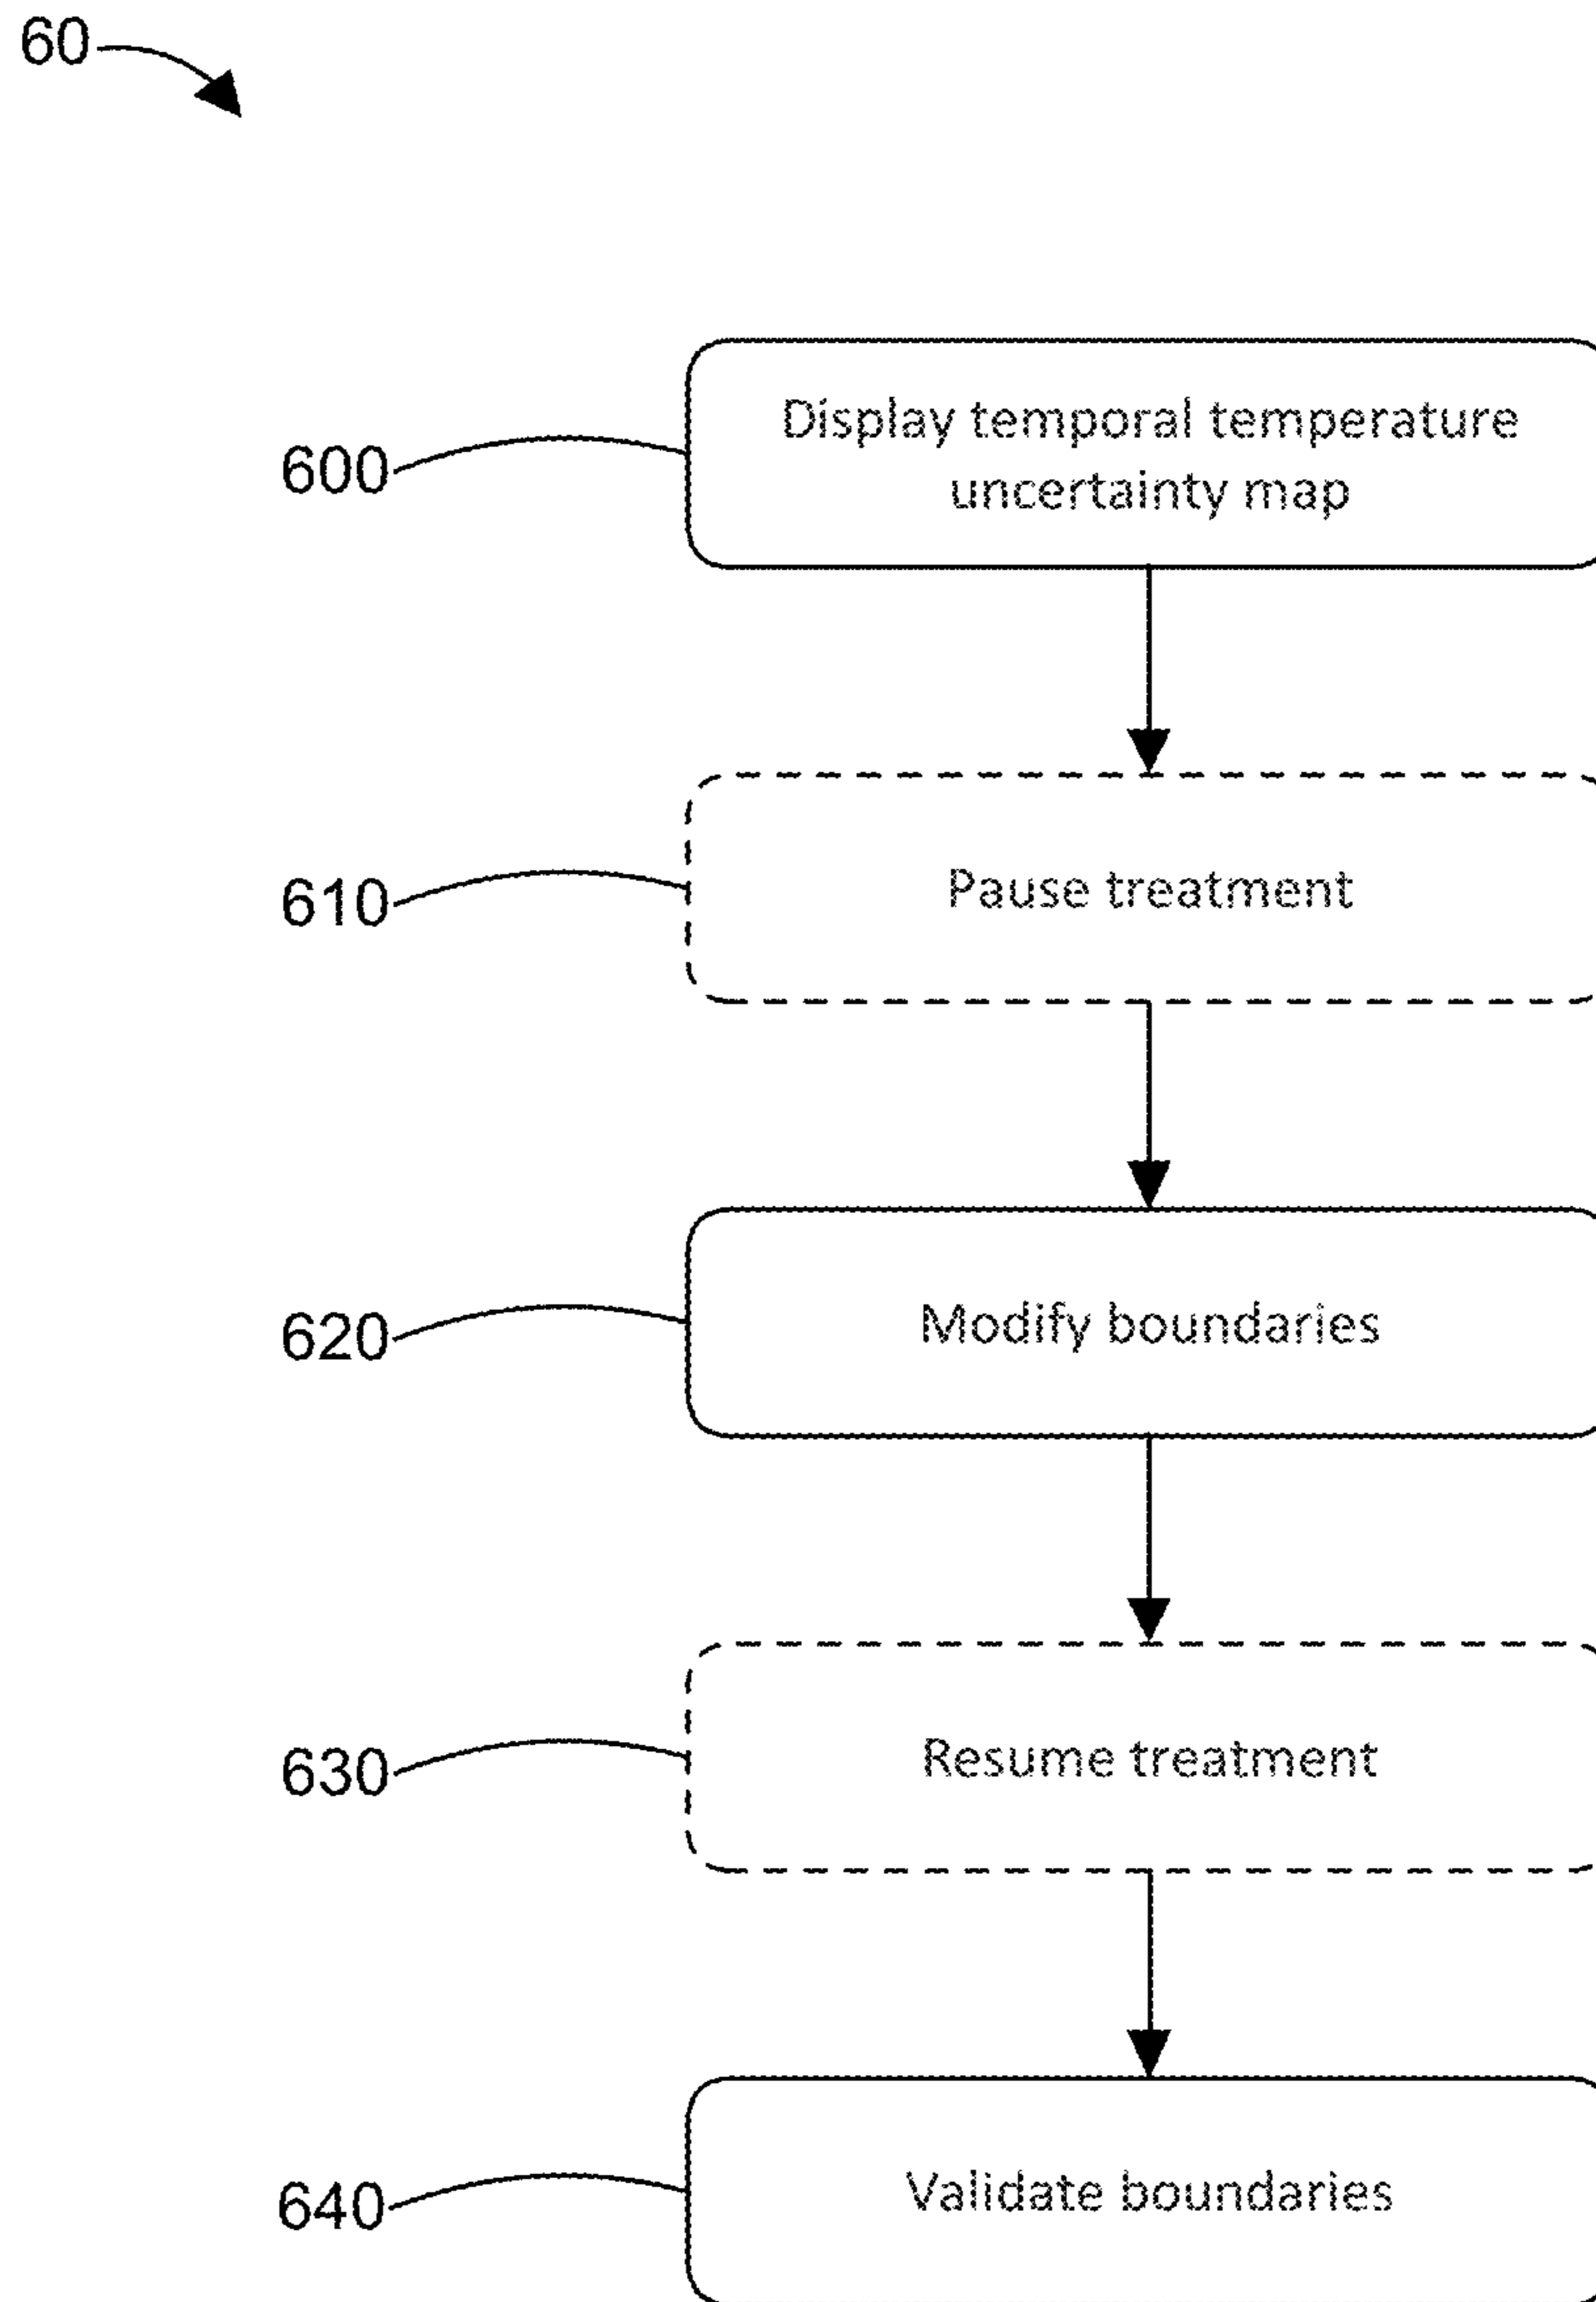 60
600
Display temporal temperature
uncertainty map
610
Pause treatment
620
Modify boundaries
630
Resume treatment
640
Validate boundaries